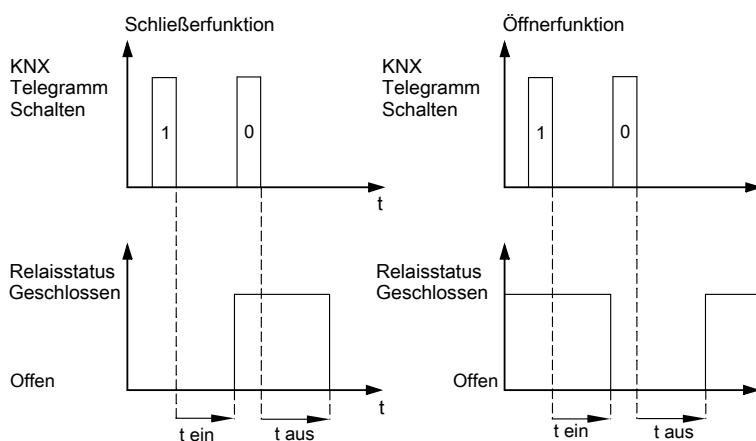 Schließerfunktion
KNX
Telegramm
Schalten
1
0
t
Relaisstatus
Geschlossen
Offen
t
t ein
t aus
Öffnerfunktion
KNX
Telegramm
Schalten
1
0
Relaisstatus
Geschlossen
Offen
t ein
t aus